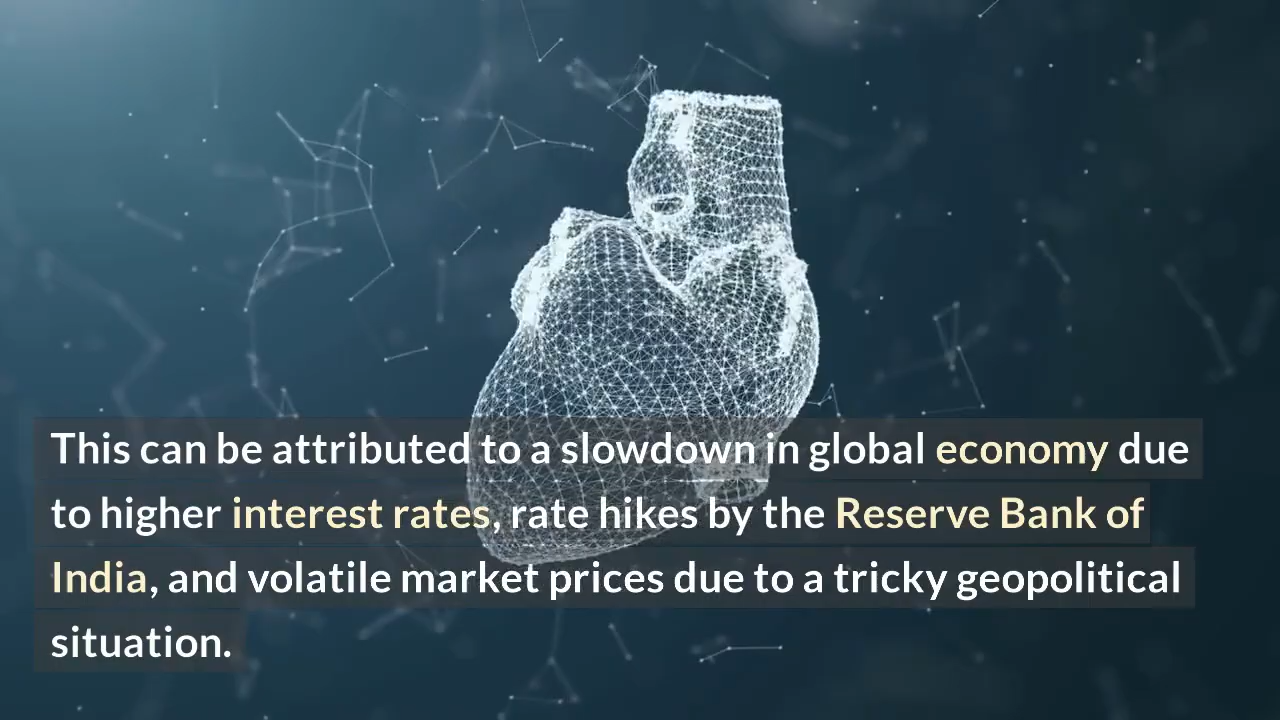 This can be attributed to a slowdown in global economy due
to higher interest rates, rate hikes by the Reserve Bank of
India, and volatile market prices due to a tricky geopolitical
situation.